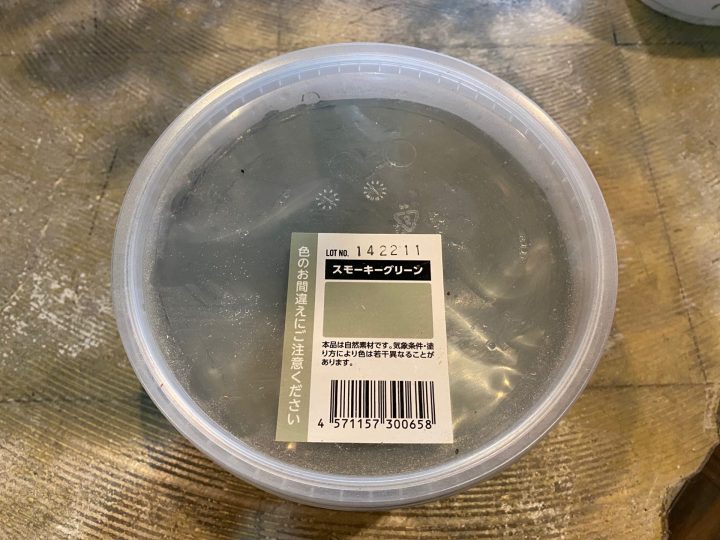 LOT NO. 142211
スモーキーグリーン
色のお間違えにご注意ください
本品は自然素材です。気象条件・塗
り方により色は若干異なることが
あります。
4 571157 300658